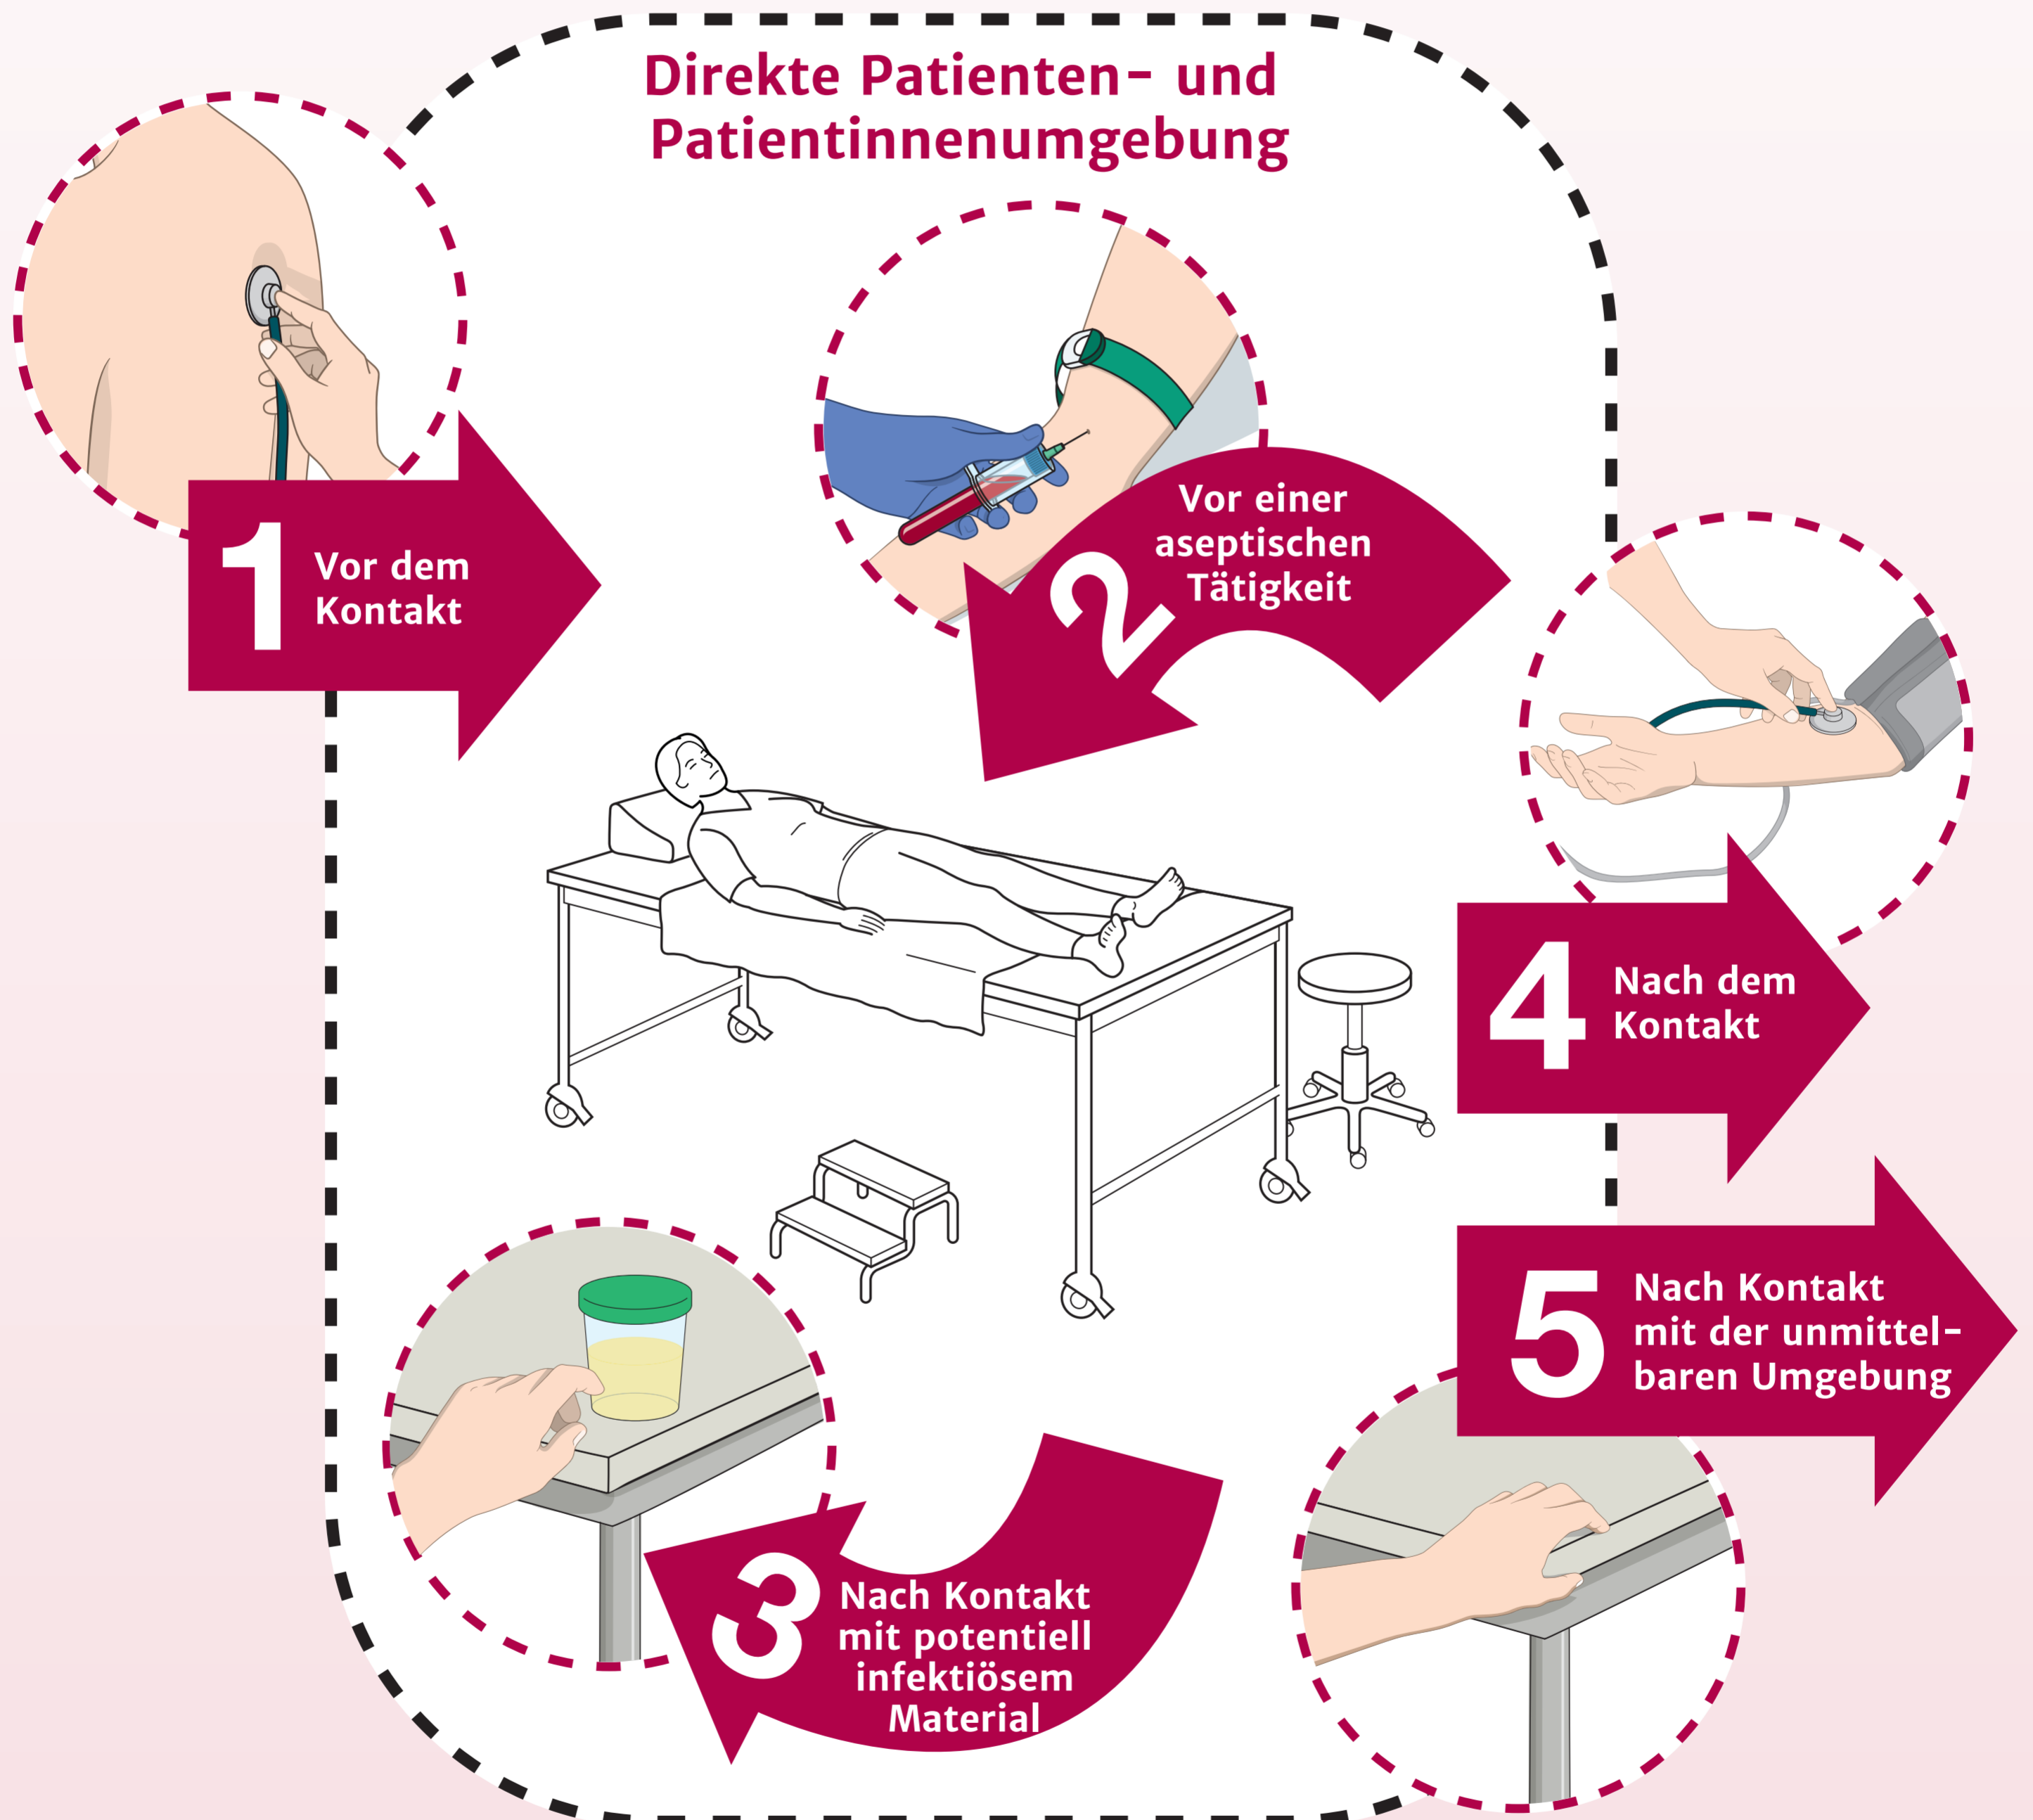 Direkte Patienten- und
Patientinnenumgebung
1
Vor dem
Kontakt
2
Vor einer
aseptischen
Tätigkeit
3
Nach Kontakt
mit potentiell
infektiösem
Material
4
Nach dem
Kontakt
5
Nach Kontakt
mit der unmittel-
baren Umgebung